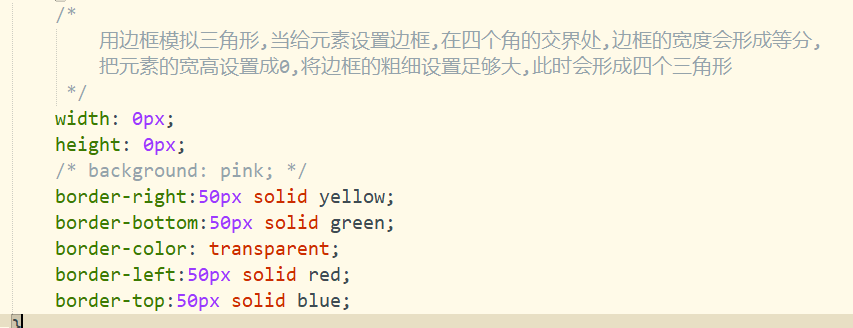 /*
用边框模拟三角形,当给元素设置边框,在四个角的交界处,边框的宽度会形成等分,
把元素的宽高设置成0,将边框的粗细设置足够大,此时会形成四个三角形
*/
width: 0px;
height: 0px;
/* background: pink; */
border-right:50px solid yellow;
border-bottom:50px solid green;
border-color: transparent;
border-left:50px solid red;
border-top:50px solid blue;
}